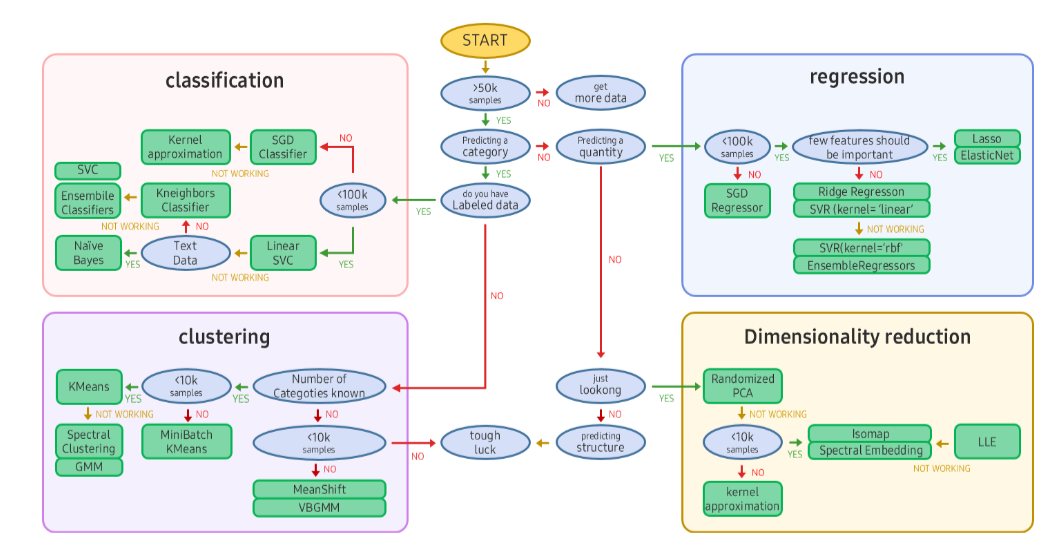 START
>50k
samples
NO
get
more data
YES
Predicting a
category
NO
Predicting a
quantity
YES
YES
do you have
Labeled data
YES
NO
NO
classification
Kernel
approximation
SGD
Classifier
NO
NOT WORKING
SVC
Ensembile
Classifiers
Kneighbors
Classifier
<100k
samples
NOT WORKING
NO
Naïve
Bayes
YES
Text
Data
Linear
SVC
YES
NOT WORKING
regression
<100k
samples
YES
few features should
be important
YES
Lasso
ElasticNet
NO
NO
SGD
Regressor
Ridge Regresson
SVR (kernel= ‘linear’
NOT WORKING
SVR(kernel='rbf'
EnsembleRegressors
clustering
KMeans
YES
<10k
samples
YES
Number of
Categoties known
NOT WORKING
NO
NO
Spectral
Clustering
GMM
MiniBatch
KMeans
<10k
samples
NO
NO
MeanShift
VBGMM
tough
luck
predicting
structure
NO
just
lookong
YES
Dimensionality reduction
Randomized
PCA
NOT WORKING
<10k
samples
YES
Isomap
Spectral Embedding
LLE
NOT WORKING
NO
kernel
approximation